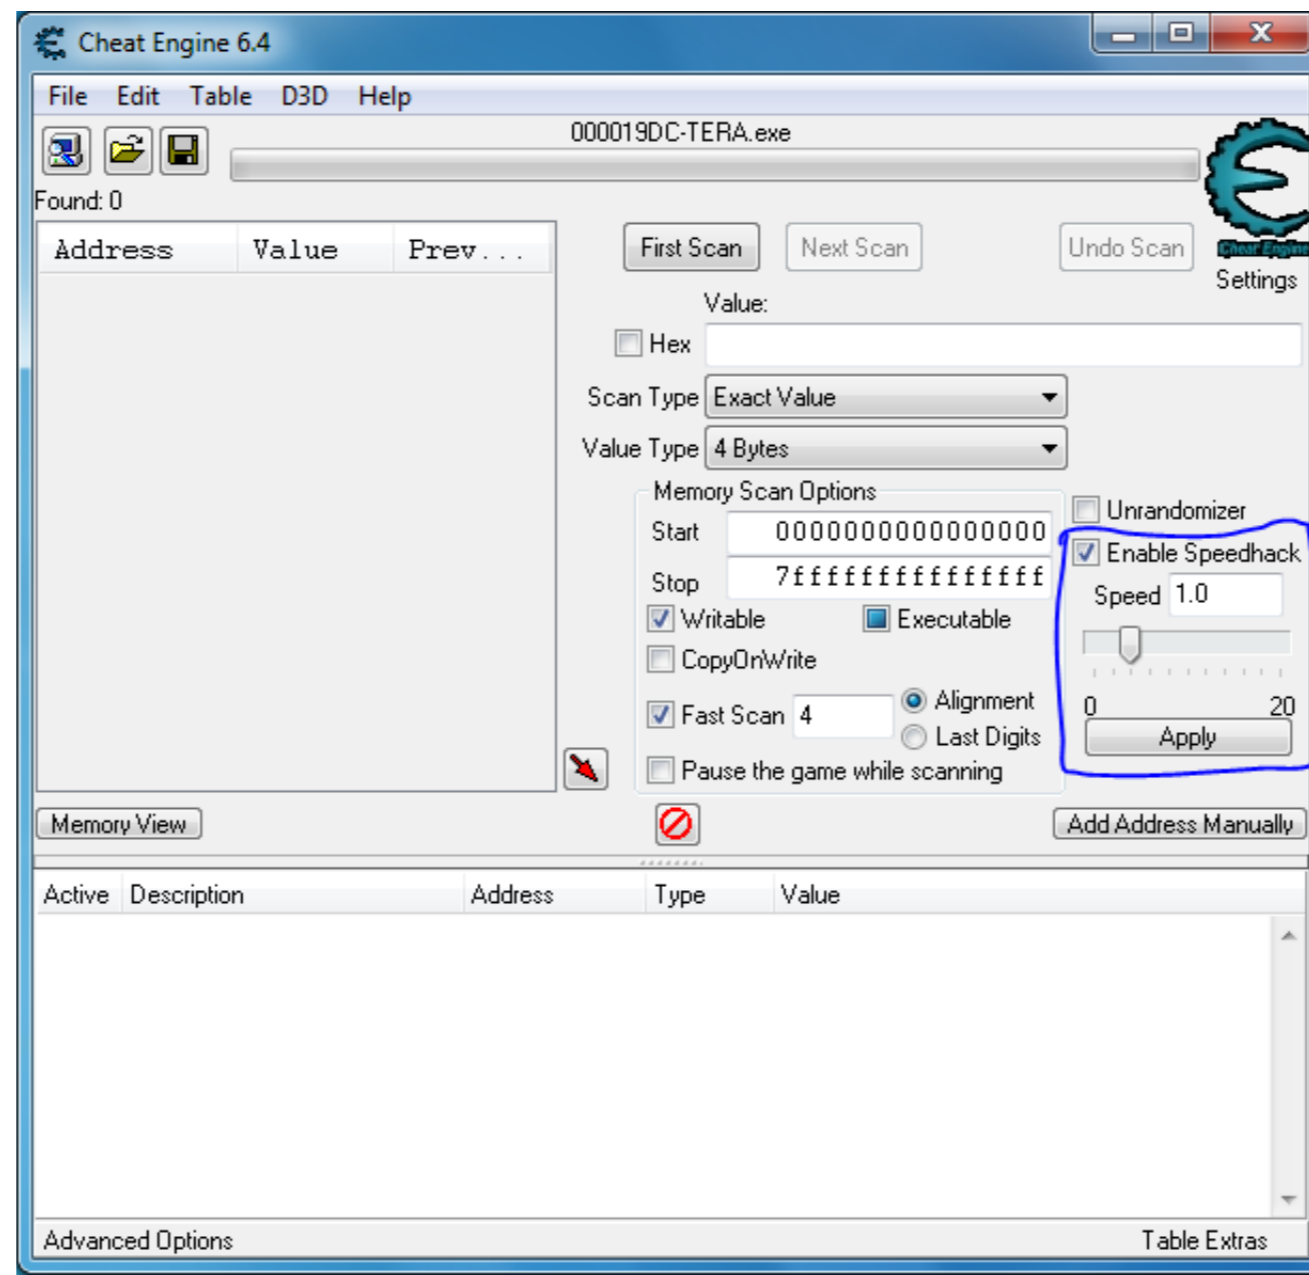 Cheat Engine 6.4
File Edit Table D3D Help
000019DC-TERA.exe
Found: 0
Address Value Prev...
First Scan Next Scan Undo Scan
Cheat Engine
Settings
Value:
Hex
Scan Type Exact Value
Value Type 4 Bytes
Memory Scan Options
Start 0000000000000000
Stop 7fffffffffffffff
Writable Executable
CopyOnWrite
Fast Scan 4 Alignment
Last Digits
Pause the game while scanning
Unrandomizer
Enable Speedhack
Speed 1.0
0 20
Apply
Memory View Add Address Manually
Active Description Address Type Value
Advanced Options Table Extras